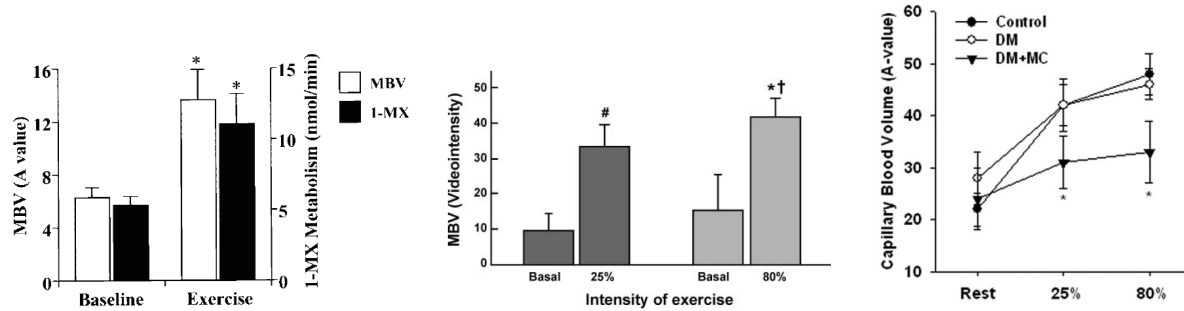 16
12
8
4
0
MBV (A value)
* *
MBV
1-MX
15
10
5
0
1-MX Metabolism (nmol/min)
Baseline Exercise
50
40
30
20
10
0
MBV (Videointensity)
#
*†
Basal 25% Basal 80%
Intensity of exercise
60
50
40
30
20
10
Capillary Blood Volume (A-value)
Control
DM
DM+MC
* *
Rest 25% 80%